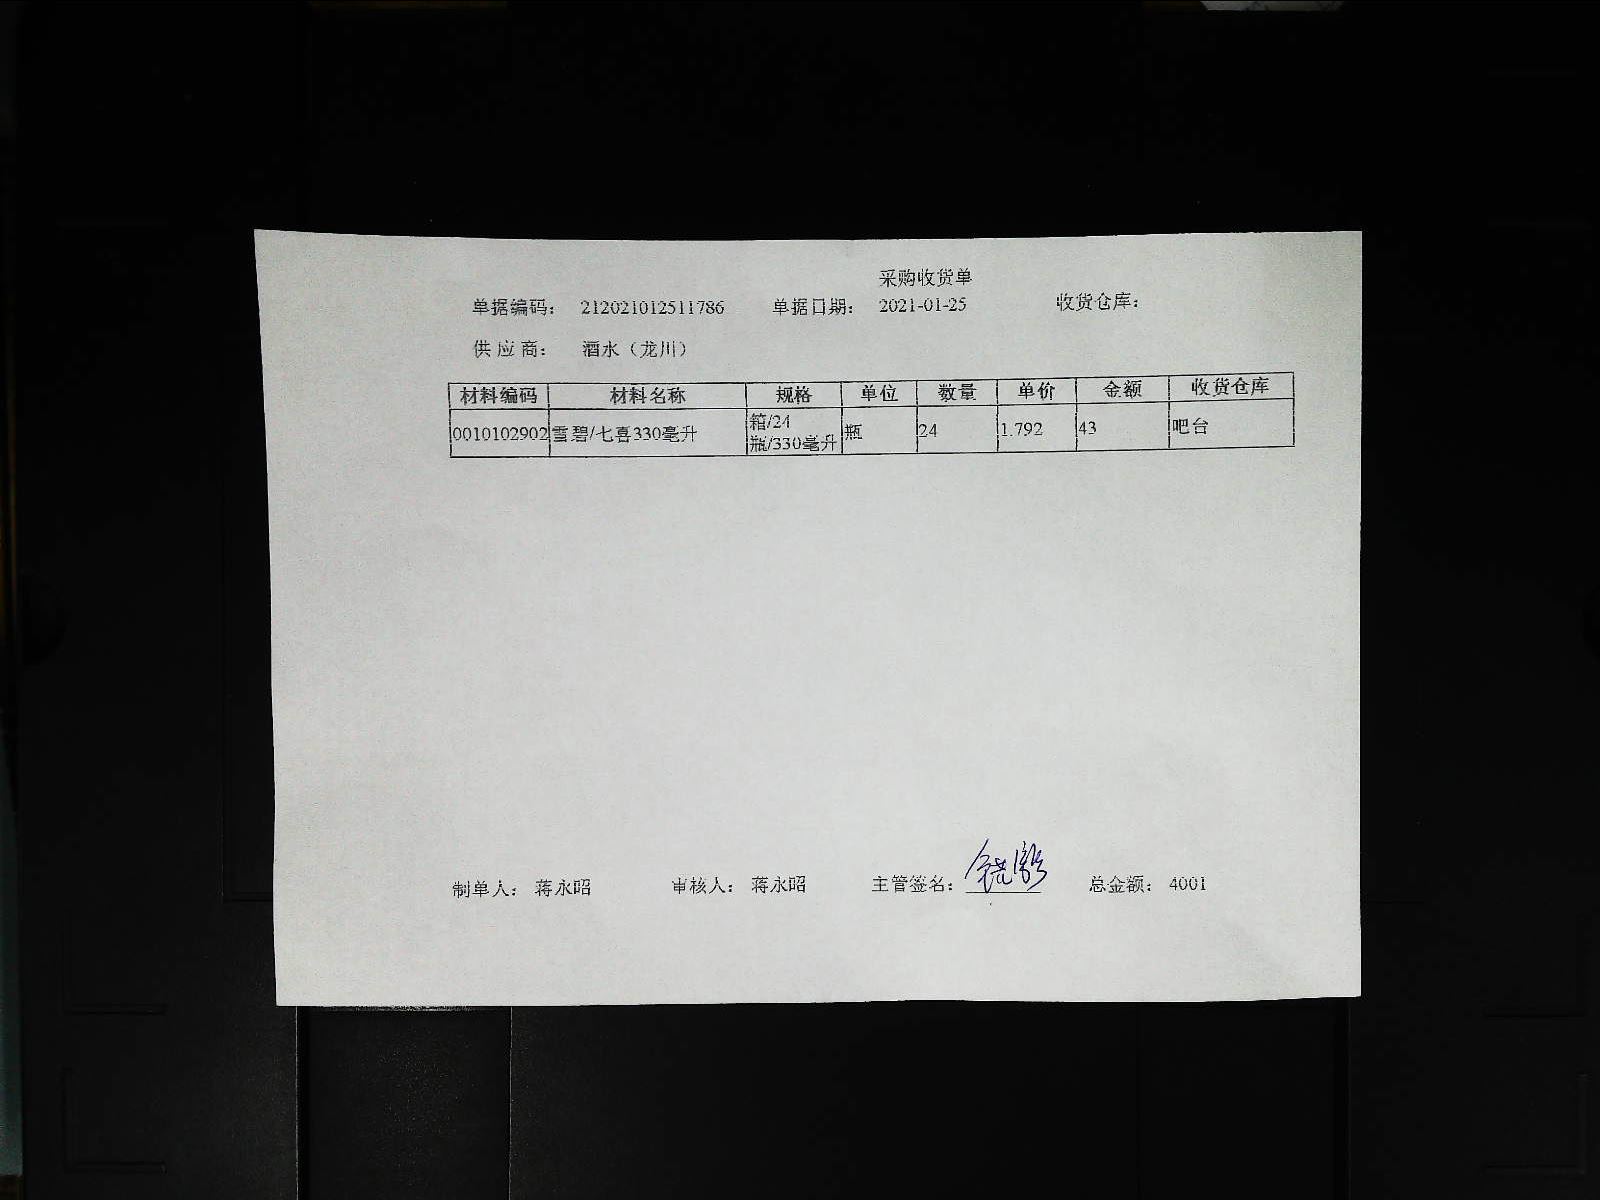 采购收货单
单据编码： 212021012511786 单据日期： 2021-01-25 收货仓库：
供 应 商： 酒水（龙川）
材料编码 材料名称 规格 单位 数量 单价 金额 收货仓库
0010102902 雪碧/七喜330毫升 箱/24瓶/330毫升 瓶 24 1.792 43 吧台
制单人： 蒋永昭 审核人： 蒋永昭 主管签名： 总金额： 4001